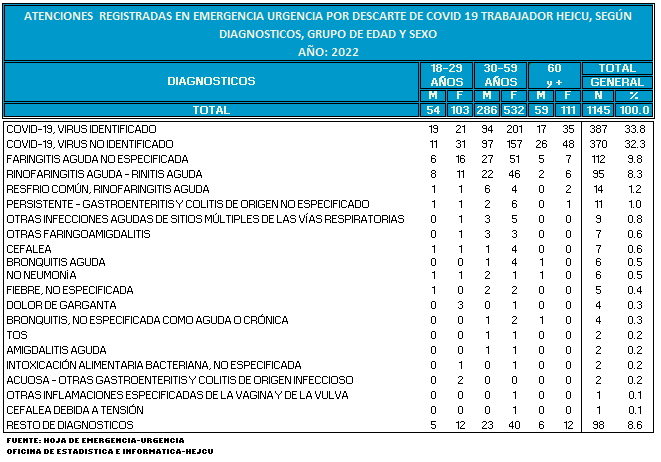 ATENCIONES REGISTRADAS EN EMERGENCIA URGENCIA POR DESCARTE DE COVID 19 TRABAJADOR HEJCU, SEGÚN
DIAGNOSTICOS, GRUPO DE EDAD Y SEXO
AÑO: 2022
DIAGNOSTICOS 18-29 AÑOS 30-59 AÑOS 60 y + TOTAL GENERAL
M F M F M F N %
TOTAL 54 103 286 532 59 111 1145 100.0
COVID-19, VIRUS IDENTIFICADO 19 21 94 201 17 35 387 33.8
COVID-19, VIRUS NO IDENTIFICADO 11 31 97 157 26 48 370 32.3
FARINGITIS AGUDA NO ESPECIFICADA 6 16 27 51 5 7 112 9.8
RINOFARINGITIS AGUDA - RINITIS AGUDA 8 11 22 46 2 6 95 8.3
RESFRIO COMÚN, RINOFARINGITIS AGUDA 1 1 6 4 0 2 14 1.2
PERSISTENTE - GASTROENTERITIS Y COLITIS DE ORIGEN NO ESPECIFICADO 1 1 2 6 0 1 11 1.0
OTRAS INFECCIONES AGUDAS DE SITIOS MÚLTIPLES DE LAS VÍAS RESPIRATORIAS 0 1 3 5 0 0 9 0.8
OTRAS FARINGOAMIGDALITIS 0 1 3 3 0 0 7 0.6
CEFALEA 1 1 1 4 0 0 7 0.6
BRONQUITIS AGUDA 0 0 1 4 1 0 6 0.5
NO NEUMONÍA 1 1 2 1 1 0 6 0.5
FIEBRE, NO ESPECIFICADA 1 0 2 2 0 0 5 0.4
DOLOR DE GARGANTA 0 3 0 1 0 0 4 0.3
BRONQUITIS, NO ESPECIFICADA COMO AGUDA O CRÓNICA 0 0 1 2 1 0 4 0.3
TOS 0 0 1 1 0 0 2 0.2
AMIGDALITIS AGUDA 0 0 1 1 0 0 2 0.2
INTOXICACIÓN ALIMENTARIA BACTERIANA, NO ESPECIFICADA 0 1 0 1 0 0 2 0.2
ACUOSA - OTRAS GASTROENTERITIS Y COLITIS DE ORIGEN INFECCIOSO 0 2 0 0 0 0 2 0.2
OTRAS INFLAMACIONES ESPECIFICADAS DE LA VAGINA Y DE LA VULVA 0 0 0 1 0 0 1 0.1
CEFALEA DEBIDA A TENSIÓN 0 0 0 1 0 0 1 0.1
RESTO DE DIAGNOSTICOS 5 12 23 40 6 12 98 8.6
FUENTE: HOJA DE EMERGENCIA-URGENCIA
OFICINA DE ESTADISTICA E INFORMATICA-HEJCU